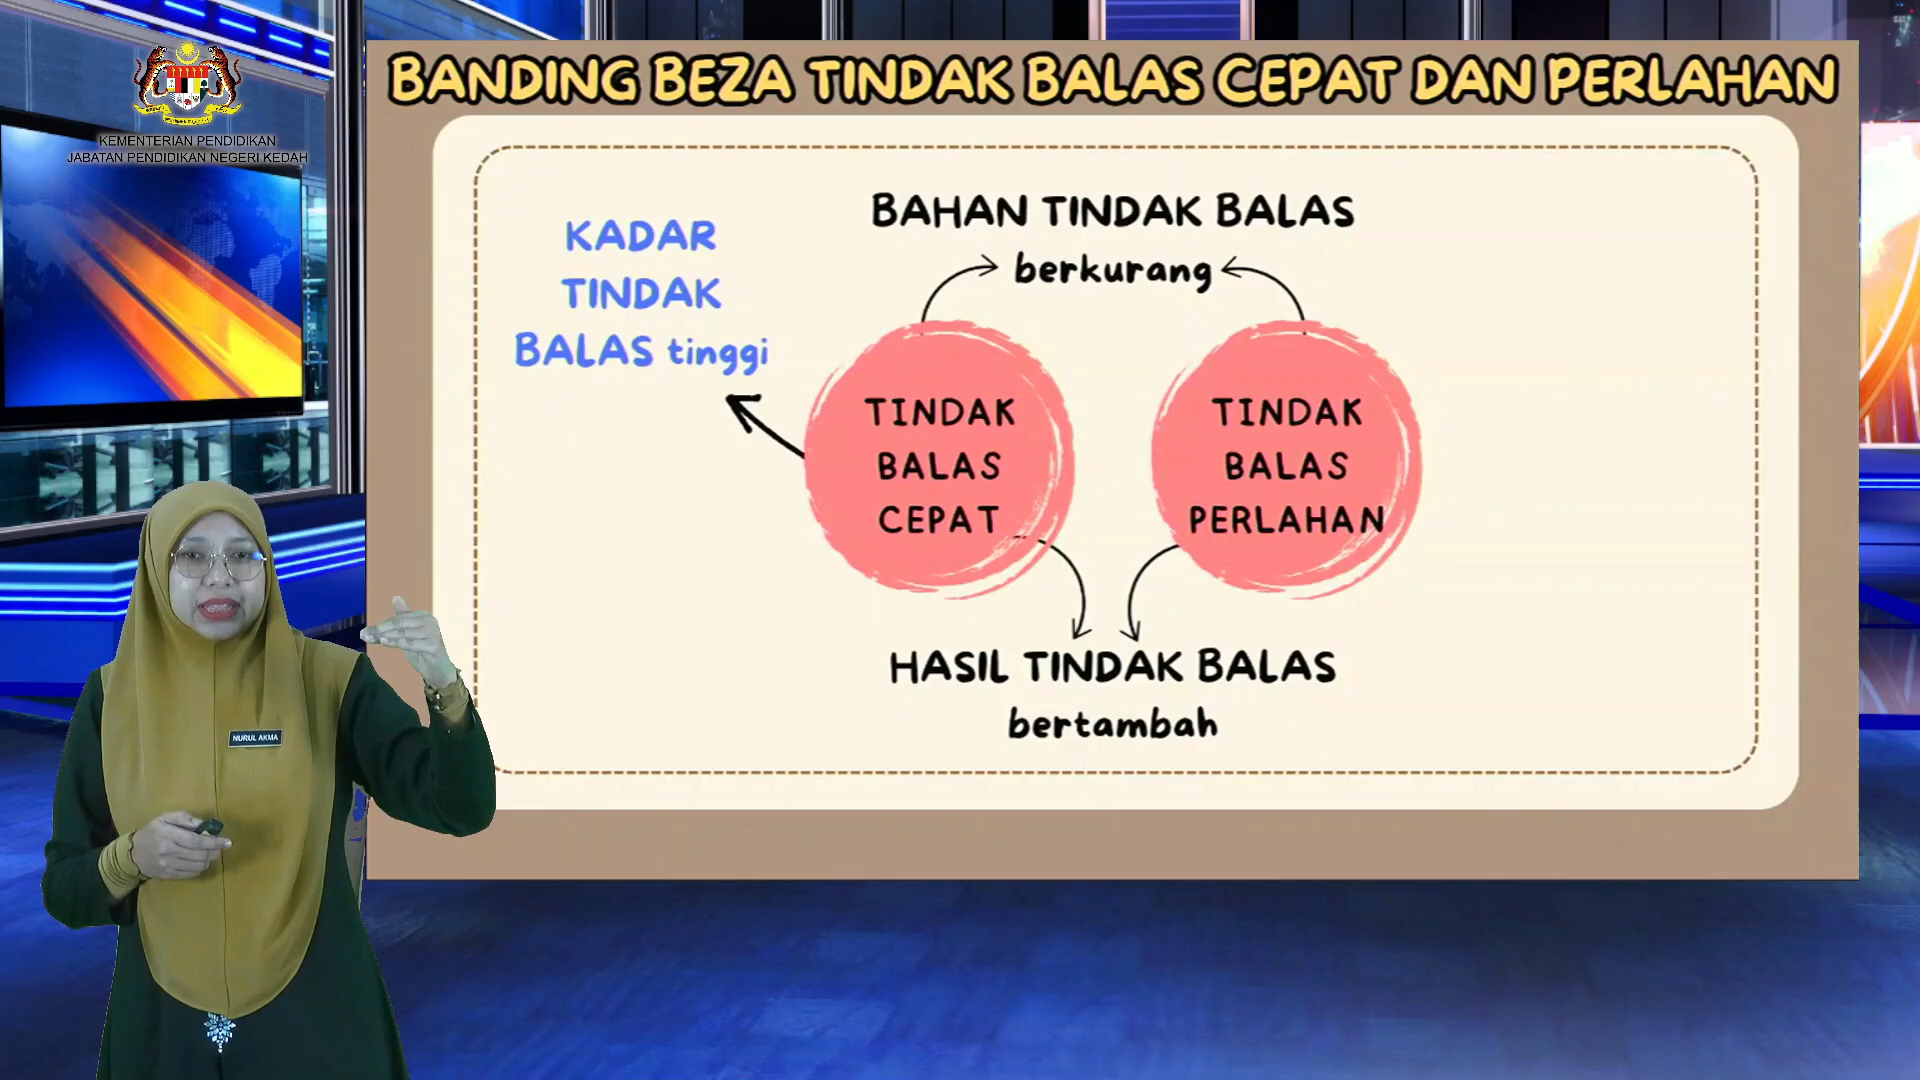 KEMENTERIAN PENDIDIKAN
JABATAN PENDIDIKAN NEGERI KEDAH
BANDING BEZA TINDAK BALAS CEPAT DAN PERLAHAN
KADAR
TINDAK
BALAS tinggi
BAHAN TINDAK BALAS
berkurang
TINDAK
BALAS
CEPAT
TINDAK
BALAS
PERLAHAN
HASIL TINDAK BALAS
bertambah
NURUL AKMA